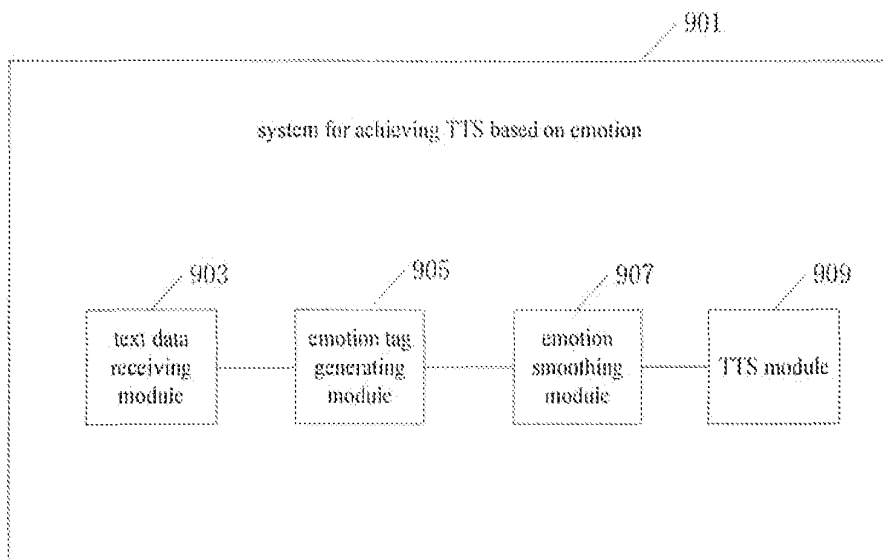 901
system for achieving TTS based on emotion
903
905
907
909
text data
receiving
module
emotion tag
generating
module
emotion
smoothing
module
TTS module